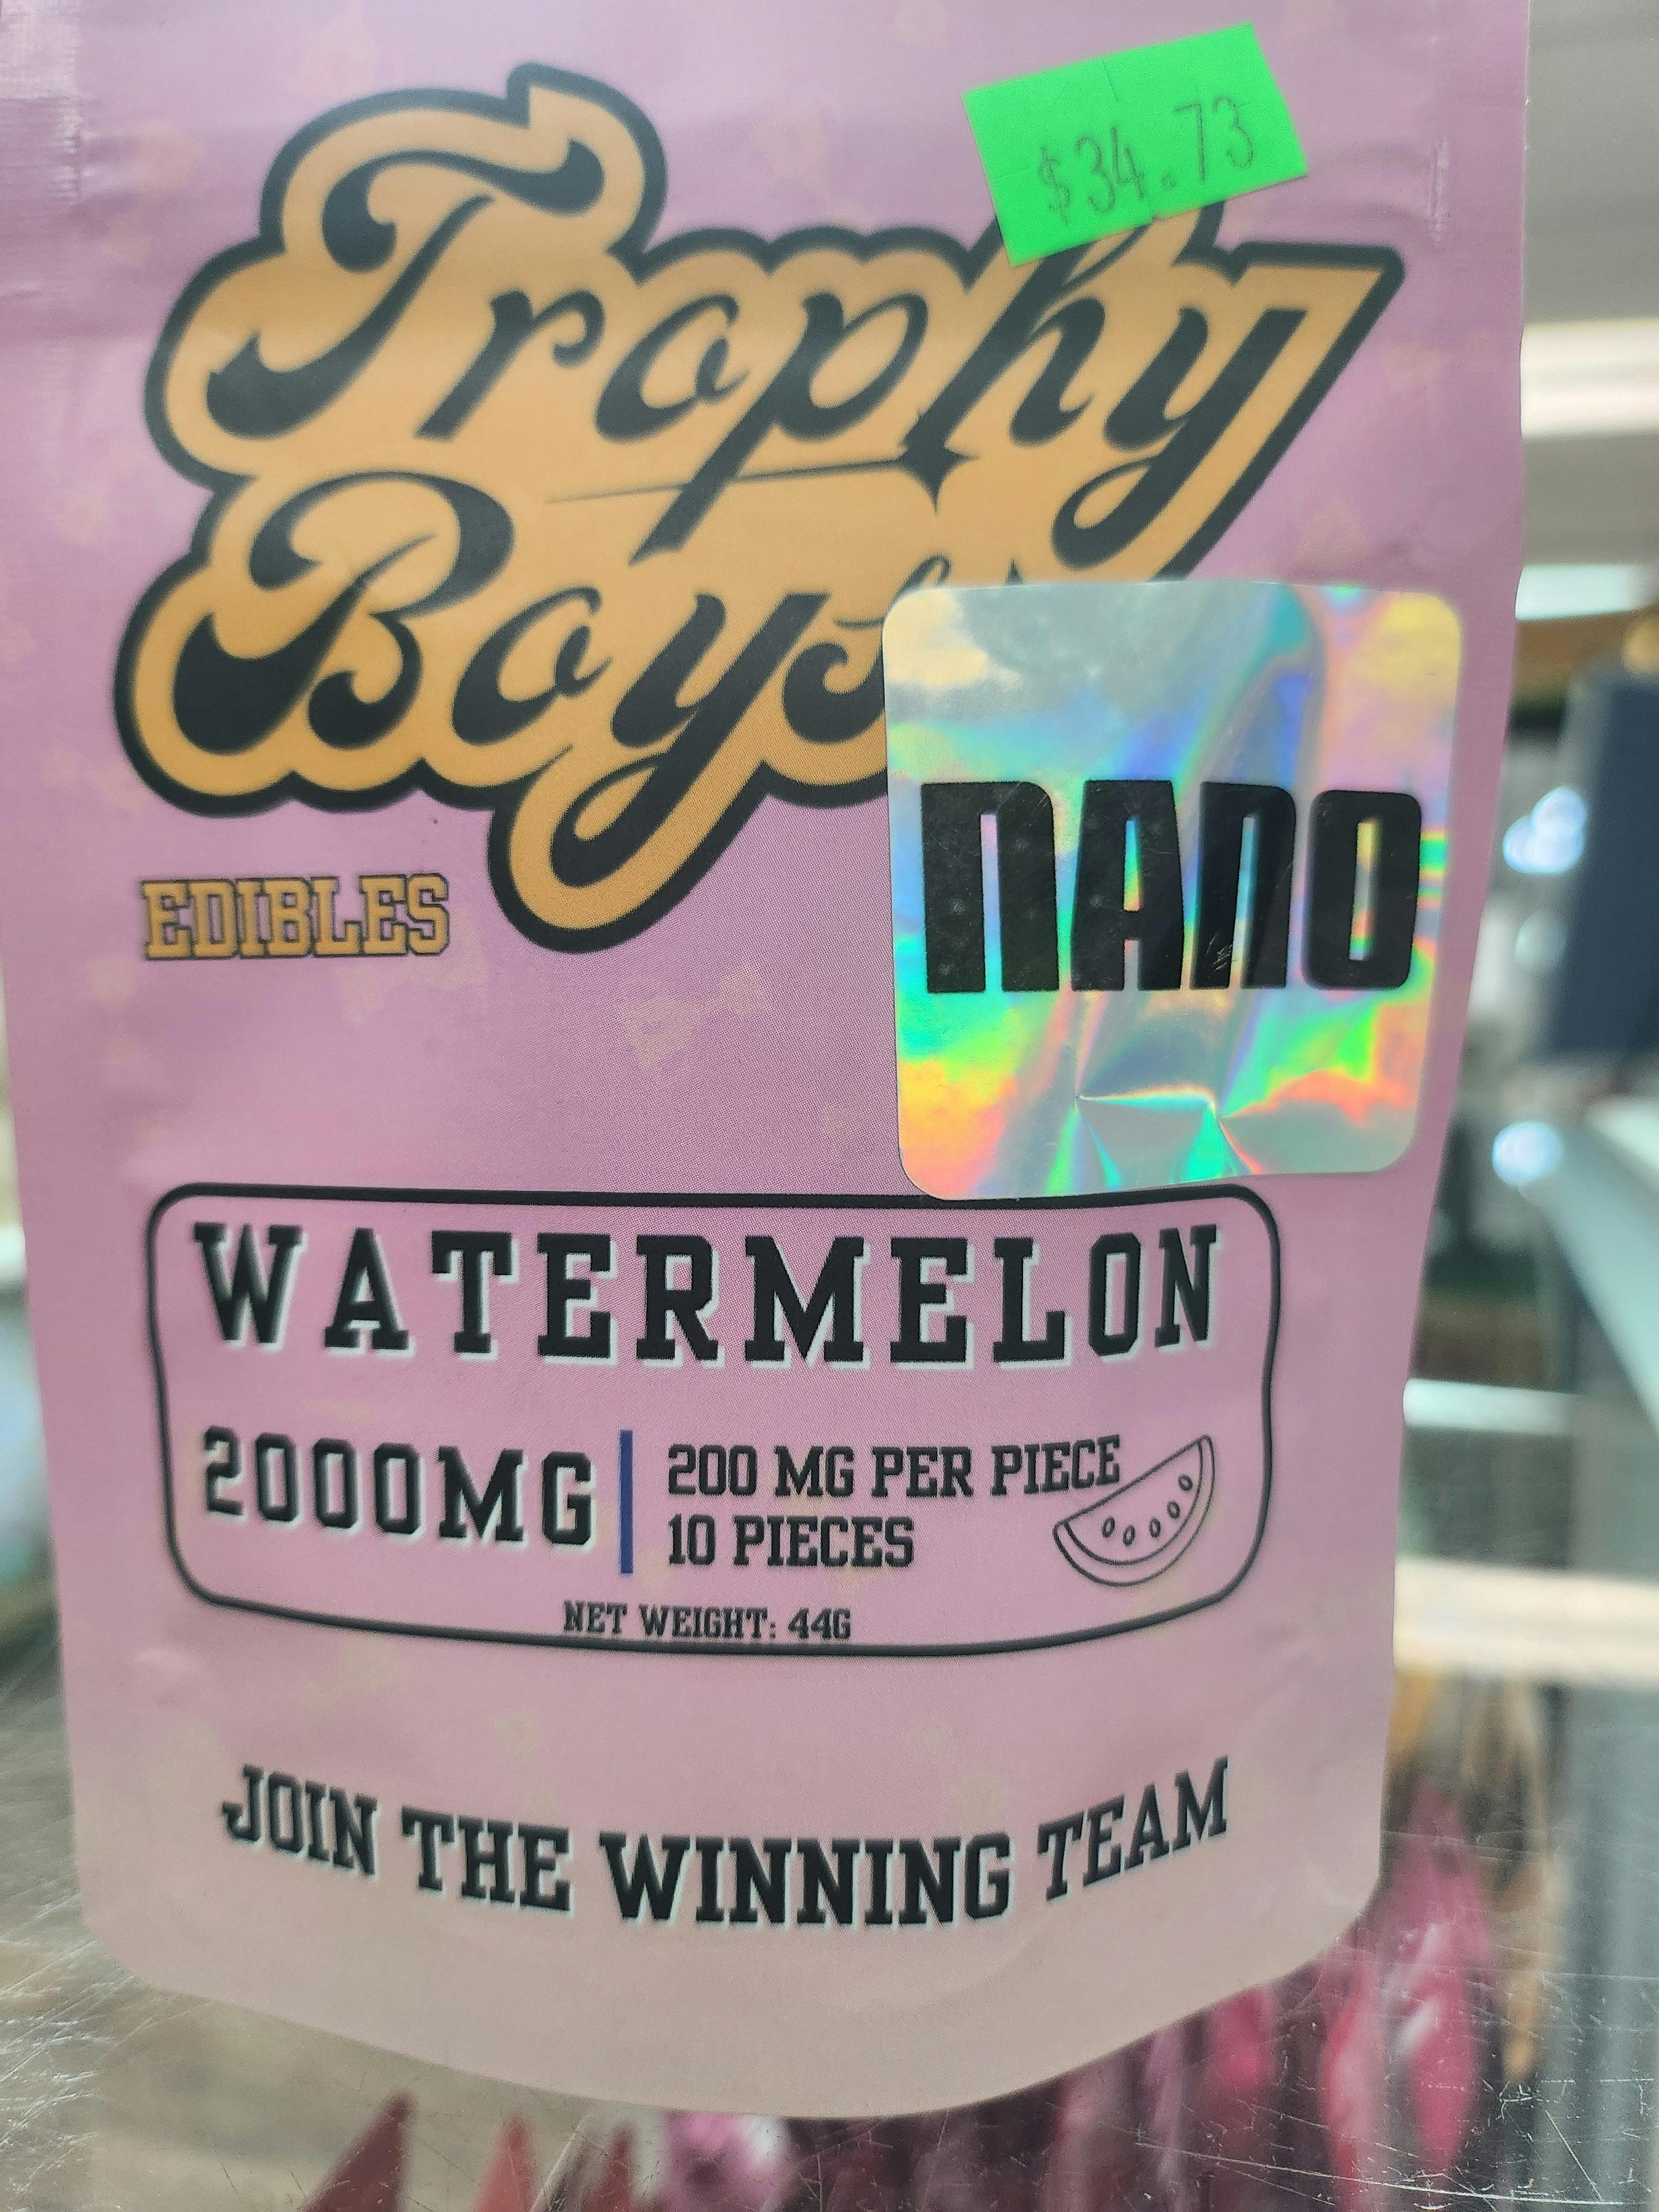 $34.73
Trophy
Boys
NANO
EDIBLES
WATERMELON
2000MG
200 MG PER PIECE
10 PIECES
NET WEIGHT: 44G
JOIN THE WINNING TEAM